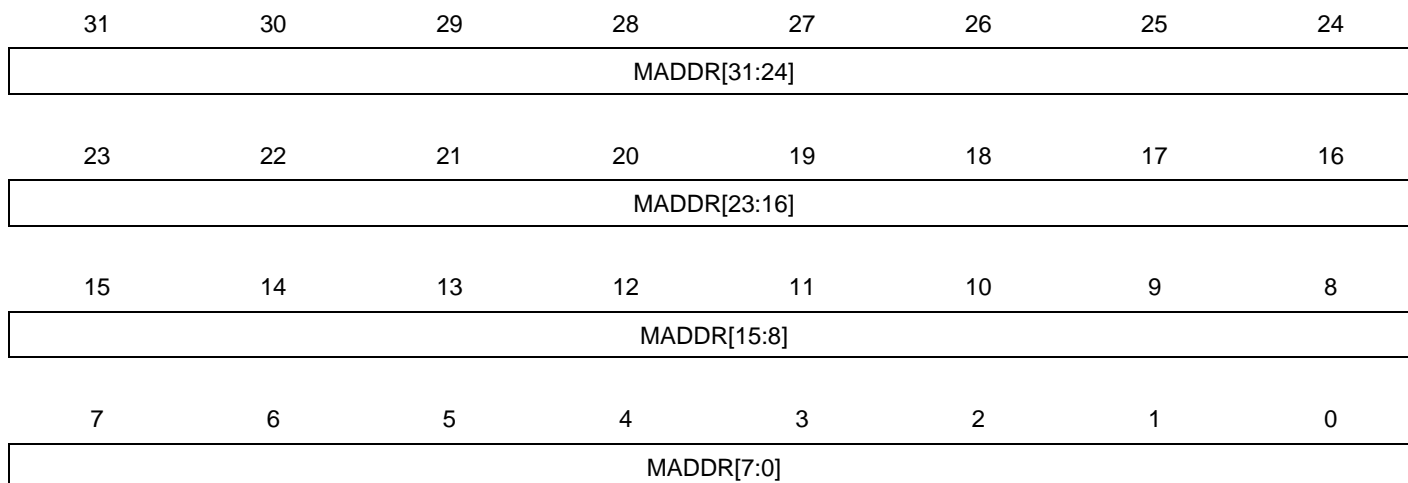 31 30 29 28 27 26 25 24
MADDR[31:24]
23 22 21 20 19 18 17 16
MADDR[23:16]
15 14 13 12 11 10 9 8
MADDR[15:8]
7 6 5 4 3 2 1 0
MADDR[7:0]